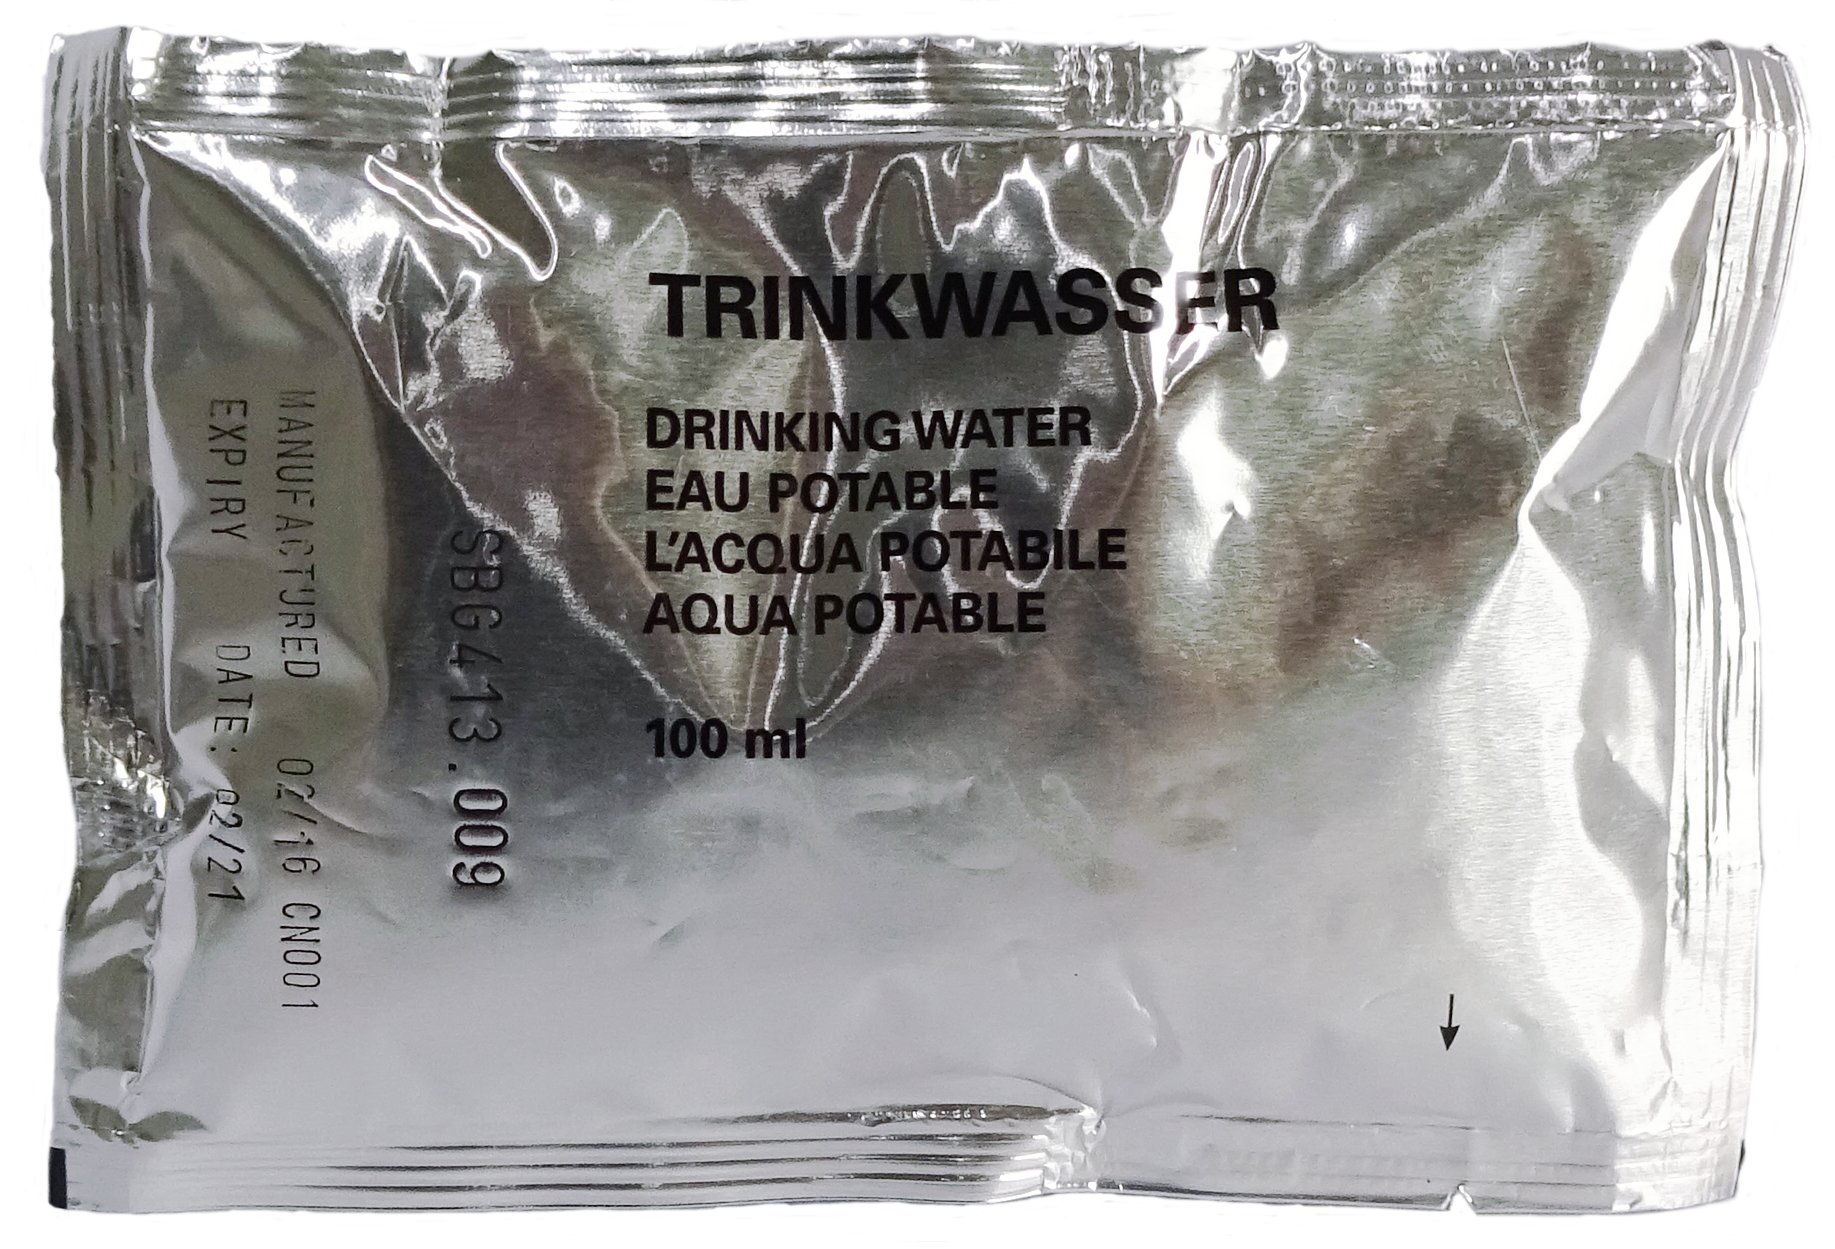 TRINKWASSER
DRINKING WATER
EAU POTABLE
L'ACQUA POTABILE
AQUA POTABLE
100 ml
SBG413.009
MANUFACTURED 02/16 CN001
EXPIRY DATE: 02/21